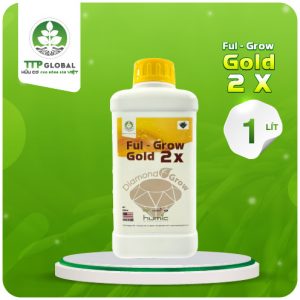 TTP GLOBAL
HỮU CƠ CHO NÔNG SẢN VIỆT
Ful - Grow
Gold
2 X
1 LÍT
Ful - Grow
Gold 2x
Diamond Grow
humic